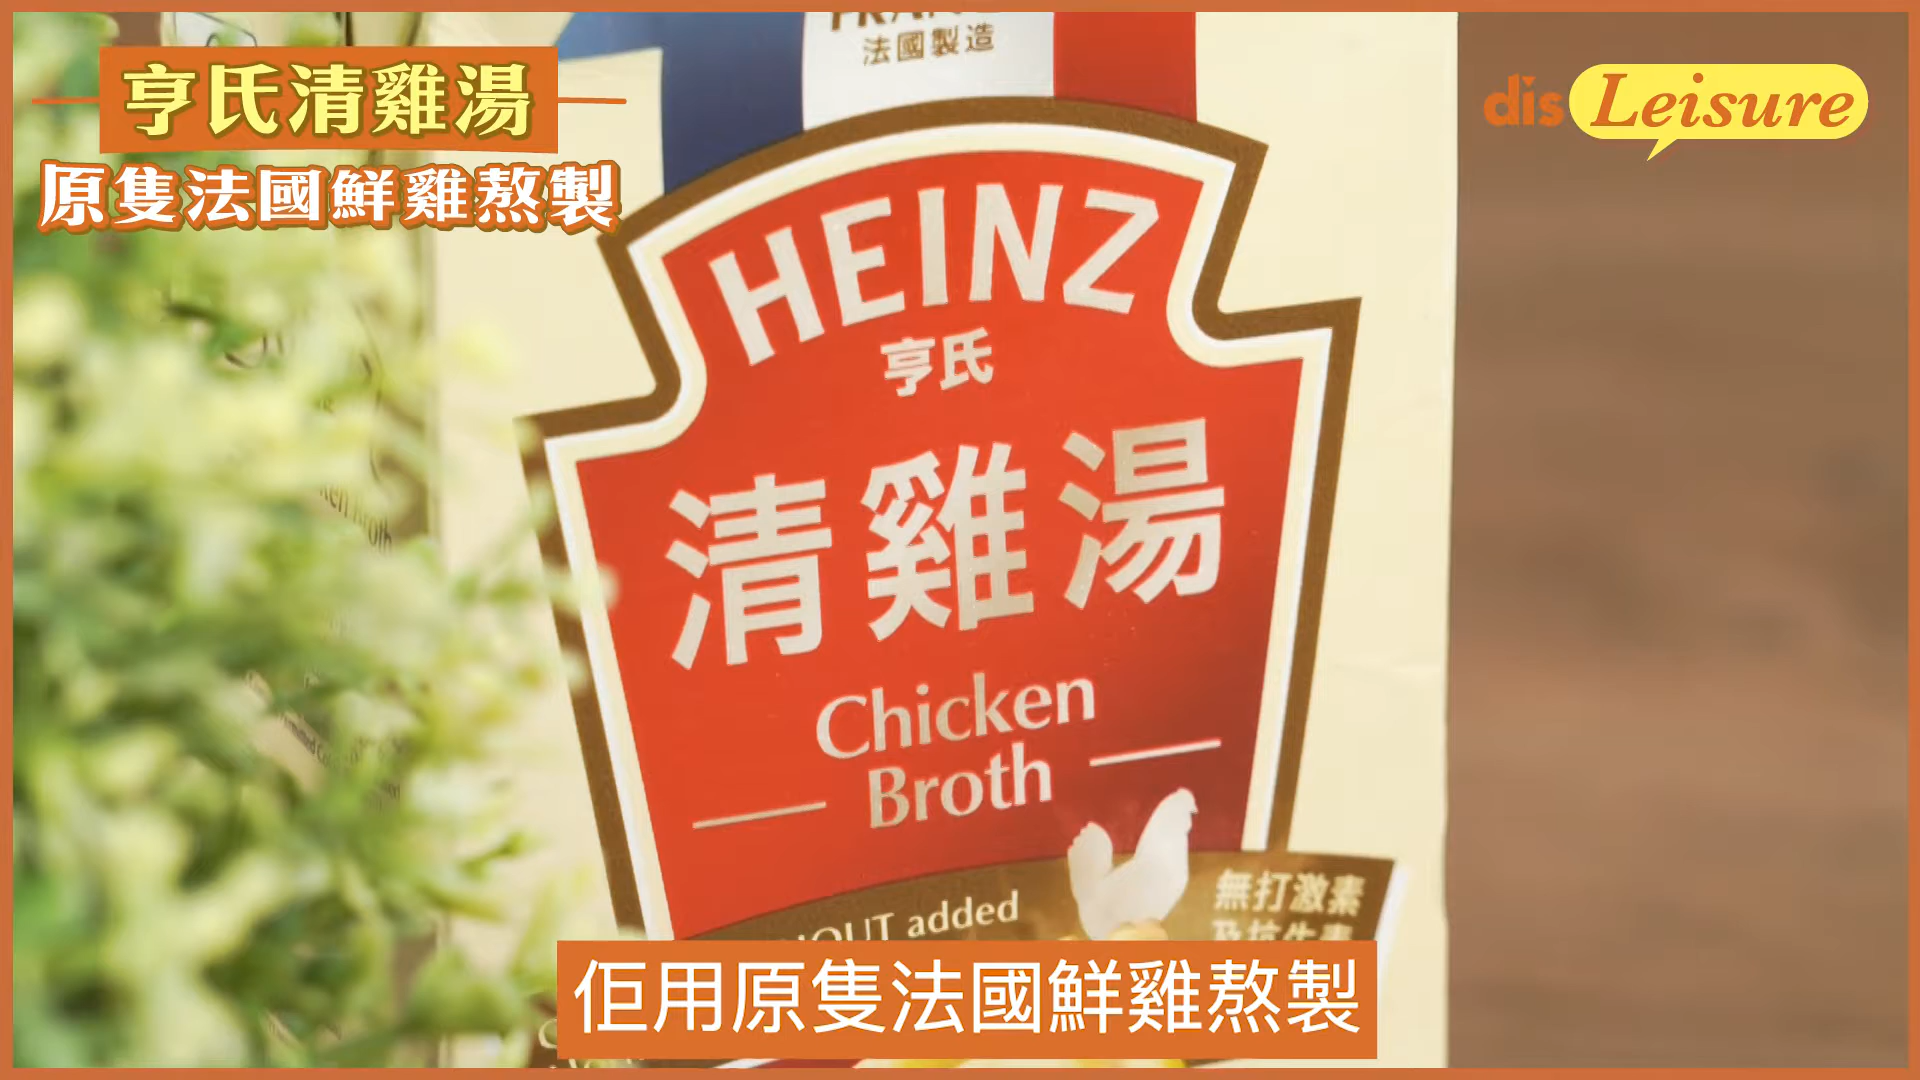 亨氏清雞湯
原隻法國鮮雞熬製
dis Leisure
法國製造
HEINZ
亨氏
清雞湯
Chicken
Broth
added
無打激素
佢用原隻法國鮮雞熬製